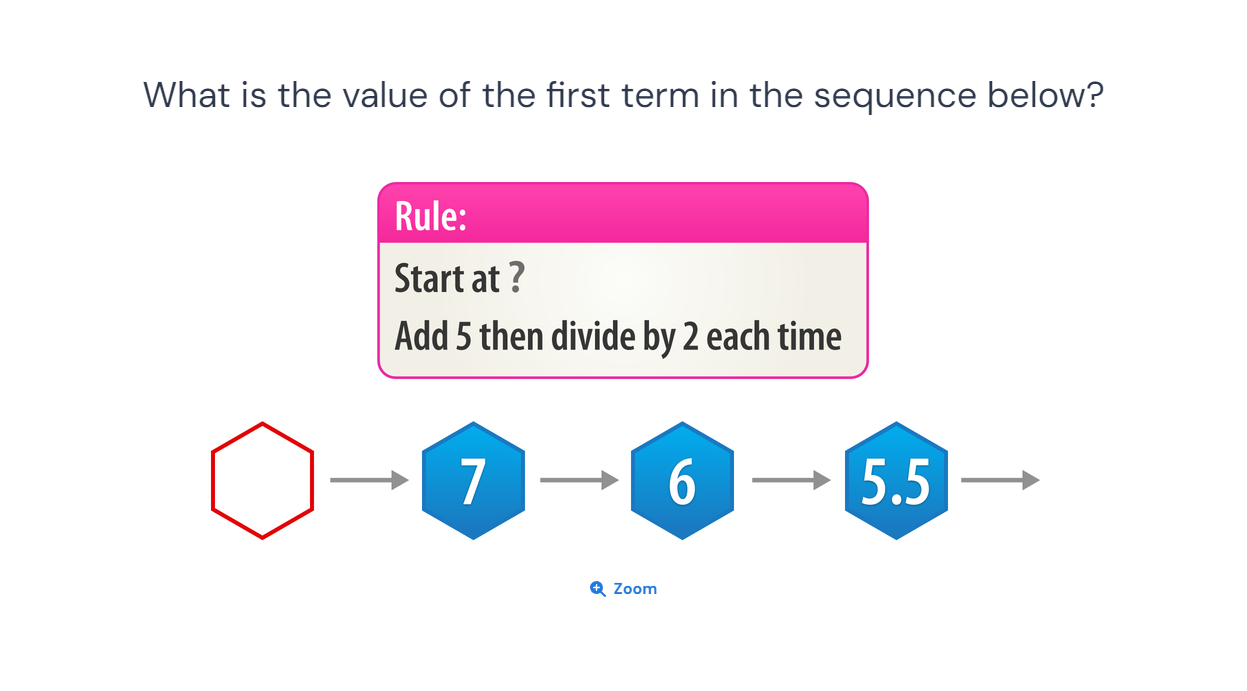 What is the value of the first term in the sequence below?
Rule:
Start at ?
Add 5 then divide by 2 each time
7 6 5.5
Zoom